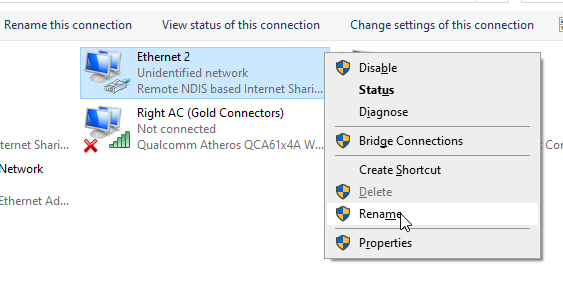 Rename this connection View status of this connection Change settings of this connection
Ethernet 2
Unidentified network
Remote NDIS based Internet Shari...
Right AC (Gold Connectors)
Not connected
Qualcomm Atheros QCA61x4A W...
ternet Shari...
Network
Ethernet Ad...
Disable
Status
Diagnose
Bridge Connections
Create Shortcut
Delete
Rename
Properties